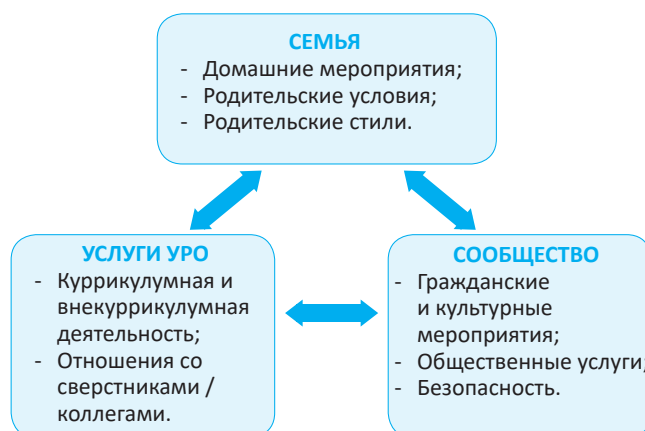 СЕМЬЯ
- Домашние мероприятия;
- Родительские условия;
- Родительские стили.
УСЛУГИ УРО
- Куррикулумная и
внекуррикулумная
деятельность;
- Отношения со
сверстниками /
коллегами.
СООБЩЕСТВО
- Гражданские
и культурные
мероприятия;
- Общественные услуги;
- Безопасность.